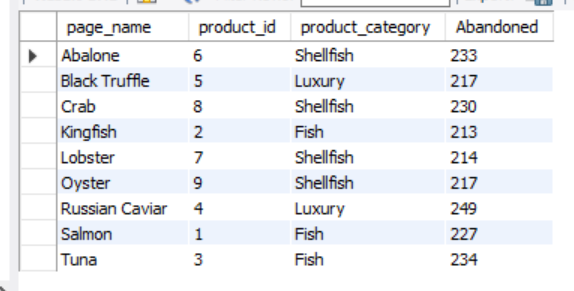 page_name product_id product_category Abandoned
Abalone 6 Shellfish 233
Black Truffle 5 Luxury 217
Crab 8 Shellfish 230
Kingfish 2 Fish 213
Lobster 7 Shellfish 214
Oyster 9 Shellfish 217
Russian Caviar 4 Luxury 249
Salmon 1 Fish 227
Tuna 3 Fish 234